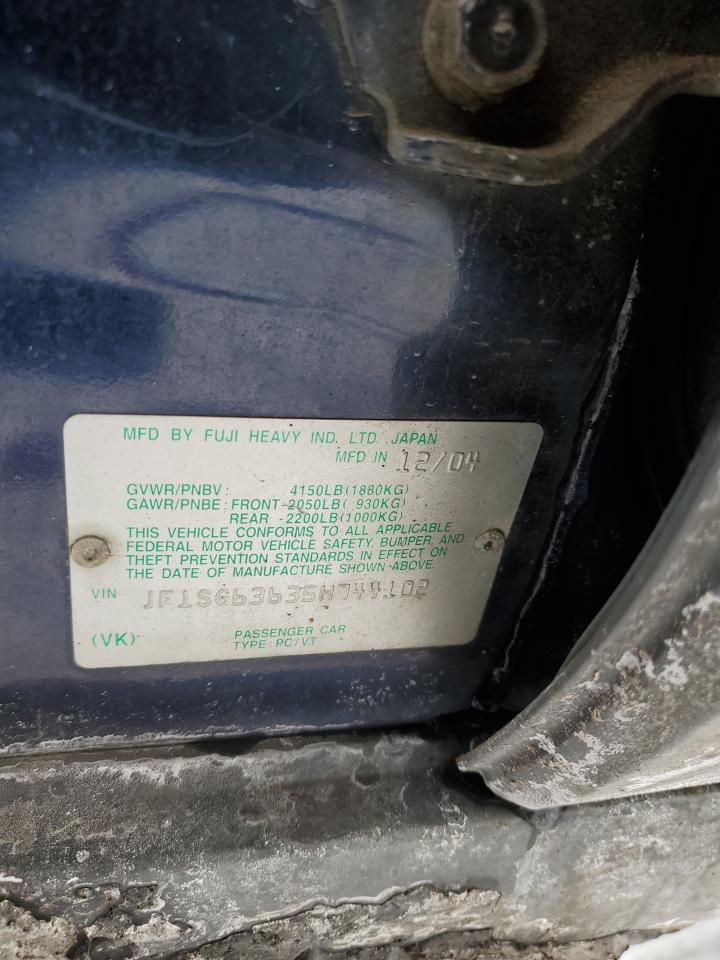 MFD BY FUJI HEAVY IND. LTD. JAPAN
MFD IN 12/04
GVWR/PNBV 4150LB(1880KG)
GAWR/PNBE FRONT-2050LB( 930KG)
REAR -2200LB(1000KG)
THIS VEHICLE CONFORMS TO ALL APPLICABLE
FEDERAL MOTOR VEHICLE SAFETY, BUMPER, AND
THEFT PREVENTION STANDARDS IN EFFECT ON
THE DATE OF MANUFACTURE SHOWN ABOVE.
VIN JF1SG63635H744102
(VK) PASSENGER CAR
TYPE:PC/V.T